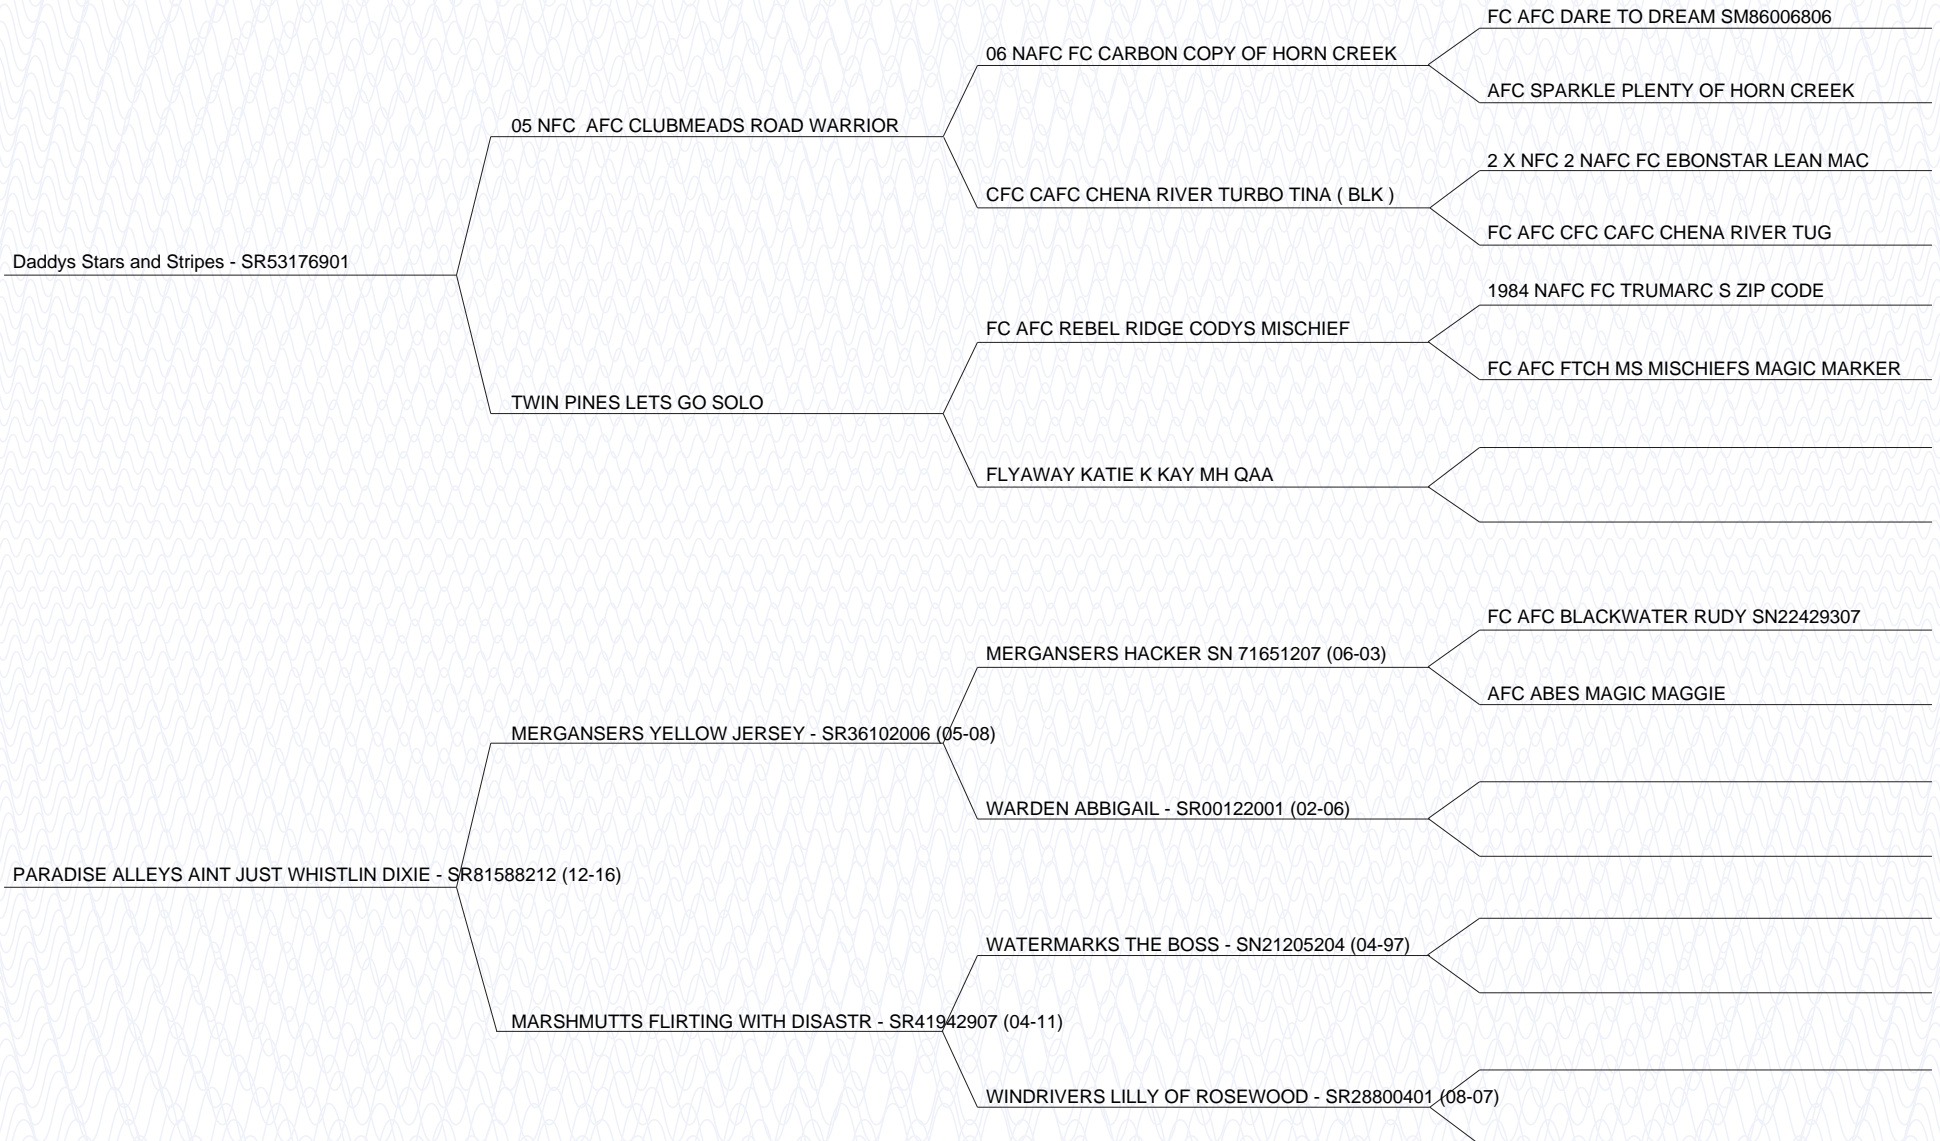 FC AFC DARE TO DREAM SM86006806
06 NAFC FC CARBON COPY OF HORN CREEK
AFC SPARKLE PLENTY OF HORN CREEK
05 NFC  AFC CLUBMEADS ROAD WARRIOR
2 X NFC 2 NAFC FC EBONSTAR LEAN MAC
CFC CAFC CHENA RIVER TURBO TINA ( BLK )
FC AFC CFC CAFC CHENA RIVER TUG
Daddys Stars and Stripes - SR53176901
1984 NAFC FC TRUMARC S ZIP CODE
FC AFC REBEL RIDGE CODYS MISCHIEF
FC AFC FTCH MS MISCHIEFS MAGIC MARKER
TWIN PINES LETS GO SOLO
FLYAWAY KATIE K KAY MH QAA
FC AFC BLACKWATER RUDY SN22429307
MERGANSERS HACKER SN 71651207 (06-03)
AFC ABES MAGIC MAGGIE
MERGANSERS YELLOW JERSEY - SR36102006 (05-08)
WARDEN ABBIGAIL - SR00122001 (02-06)
PARADISE ALLEYS AINT JUST WHISTLIN DIXIE - SR81588212 (12-16)
WATERMARKS THE BOSS - SN21205204 (04-97)
MARSHMUTTS FLIRTING WITH DISASTR - SR41942907 (04-11)
WINDRIVERS LILLY OF ROSEWOOD - SR28800401 (08-07)